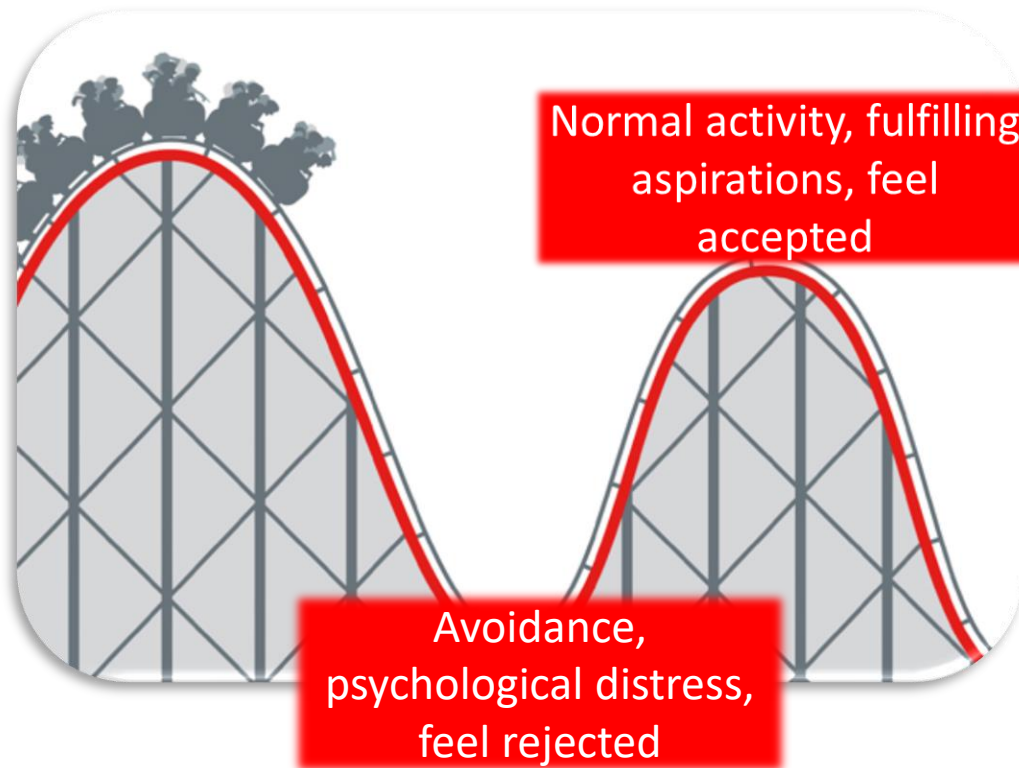 Normal activity, fulfilling
aspirations, feel
accepted
Avoidance,
psychological distress,
feel rejected